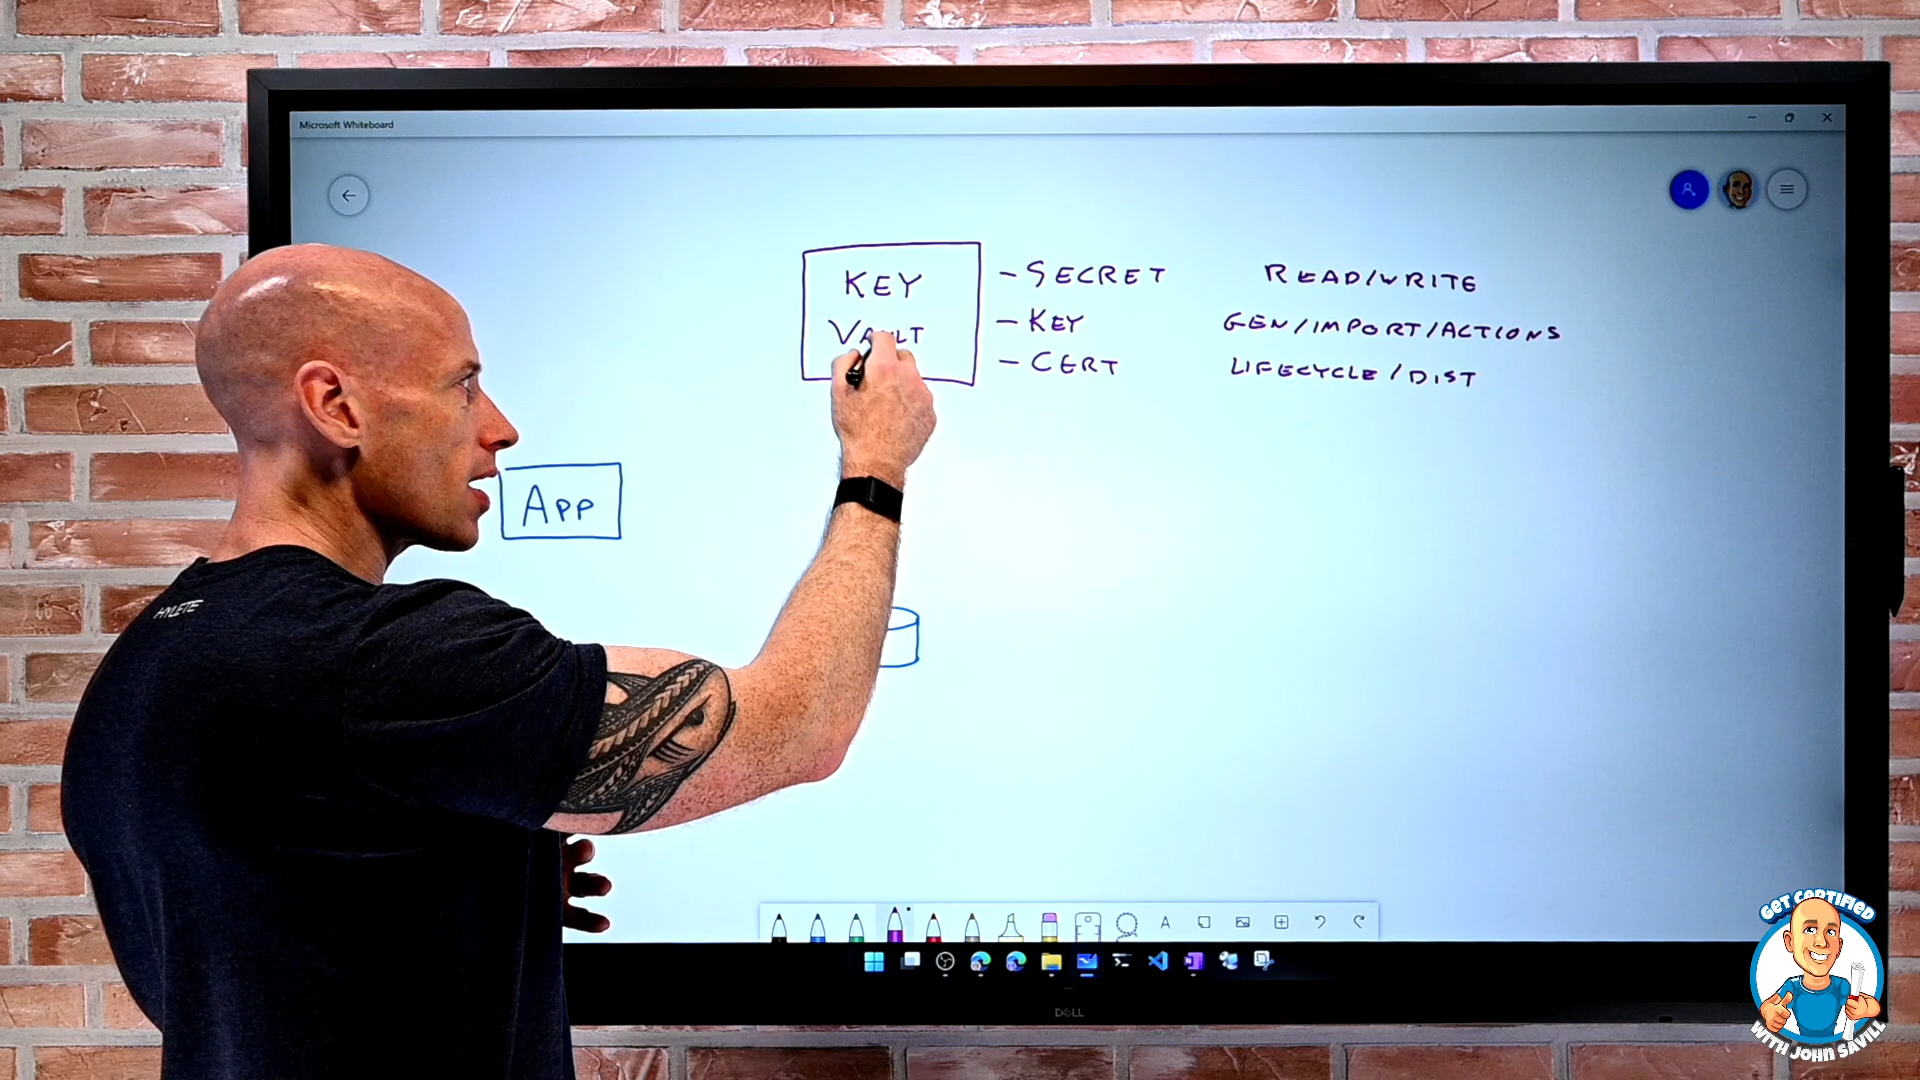 Microsoft Whiteboard
KEY
VAULT
- SECRET
- KEY
- CERT
READ/WRITE
GEN/IMPORT/ACTIONS
LIFECYCLE/DIST
APP
HYLETE
A
DELL
GET CERTIFIED
WITH JOHN SAVILL